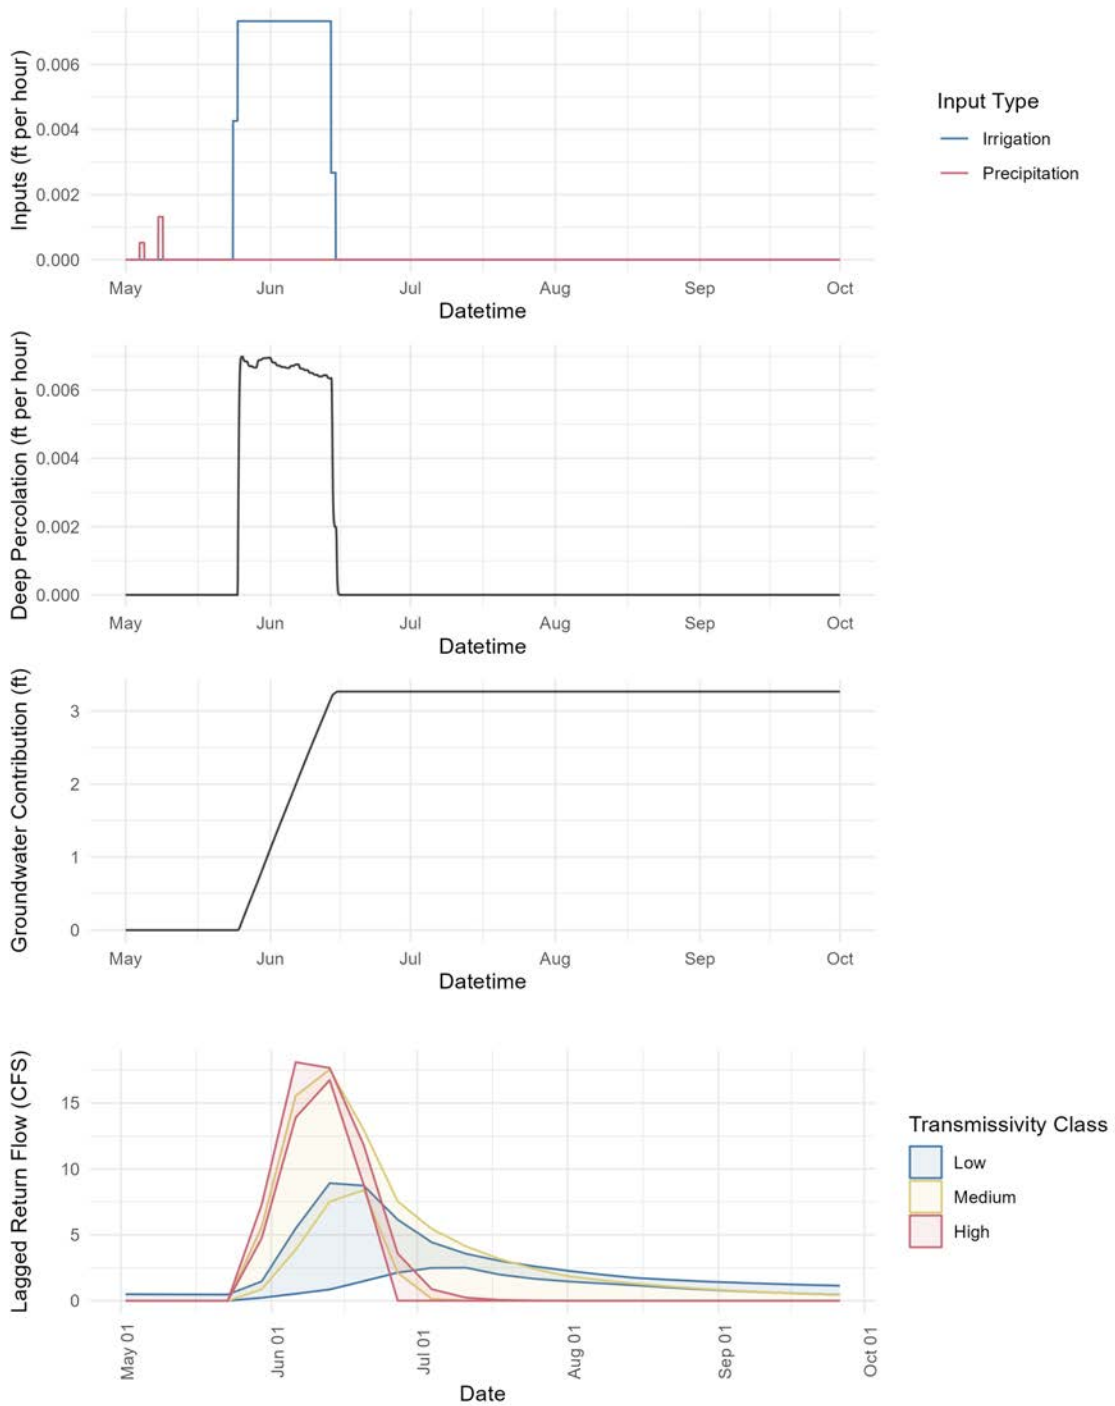 Inputs (ft per hour)
0.006
0.004
0.002
0.000
May Jun Jul Aug Sep Oct
Datetime
Input Type
Irrigation
Precipitation
Deep Percolation (ft per hour)
0.006
0.004
0.002
0.000
May Jun Jul Aug Sep Oct
Datetime
Groundwater Contribution (ft)
3
2
1
0
May Jun Jul Aug Sep Oct
Datetime
Lagged Return Flow (CFS)
15
10
5
0
May 01 Jun 01 Jul 01 Aug 01 Sep 01 Oct 01
Date
Transmissivity Class
Low
Medium
High